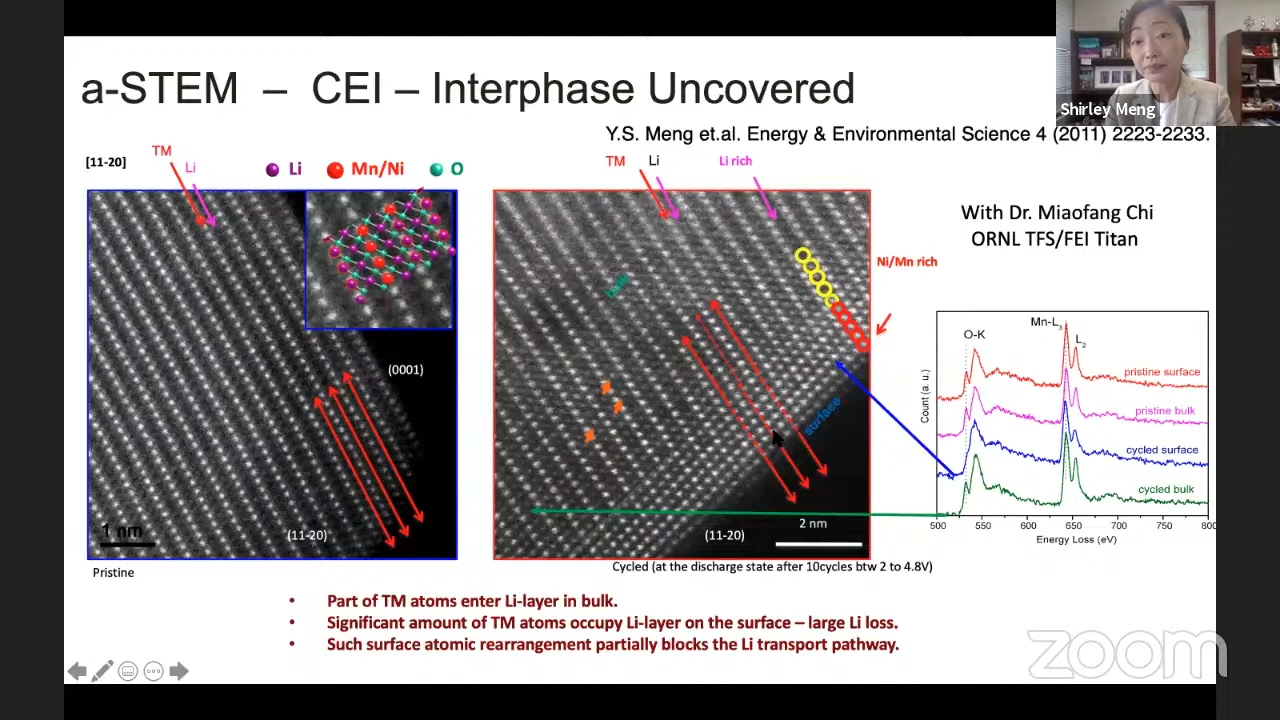 a-STEM – CEI – Interphase Uncovered
Shirley Meng
Y.S. Meng et.al. Energy & Environmental Science 4 (2011) 2223-2233.
[11-20]
TM
Li
Li
Mn/Ni
O
TM
Li
Li rich
With Dr. Miaofang Chi
ORNL TFS/FEI Titan
Ni/Mn rich
bulk
surface
(0001)
(11-20)
1 nm
(11-20)
2 nm
O-K
Mn-L3
L2
pristine surface
pristine bulk
cycled surface
cycled bulk
Count (a. u.)
500 550 600 650 700 750 800
Energy Loss (eV)
Pristine
Cycled (at the discharge state after 10cycles btw 2 to 4.8V)
• Part of TM atoms enter Li-layer in bulk.
• Significant amount of TM atoms occupy Li-layer on the surface – large Li loss.
• Such surface atomic rearrangement partially blocks the Li transport pathway.
zoom